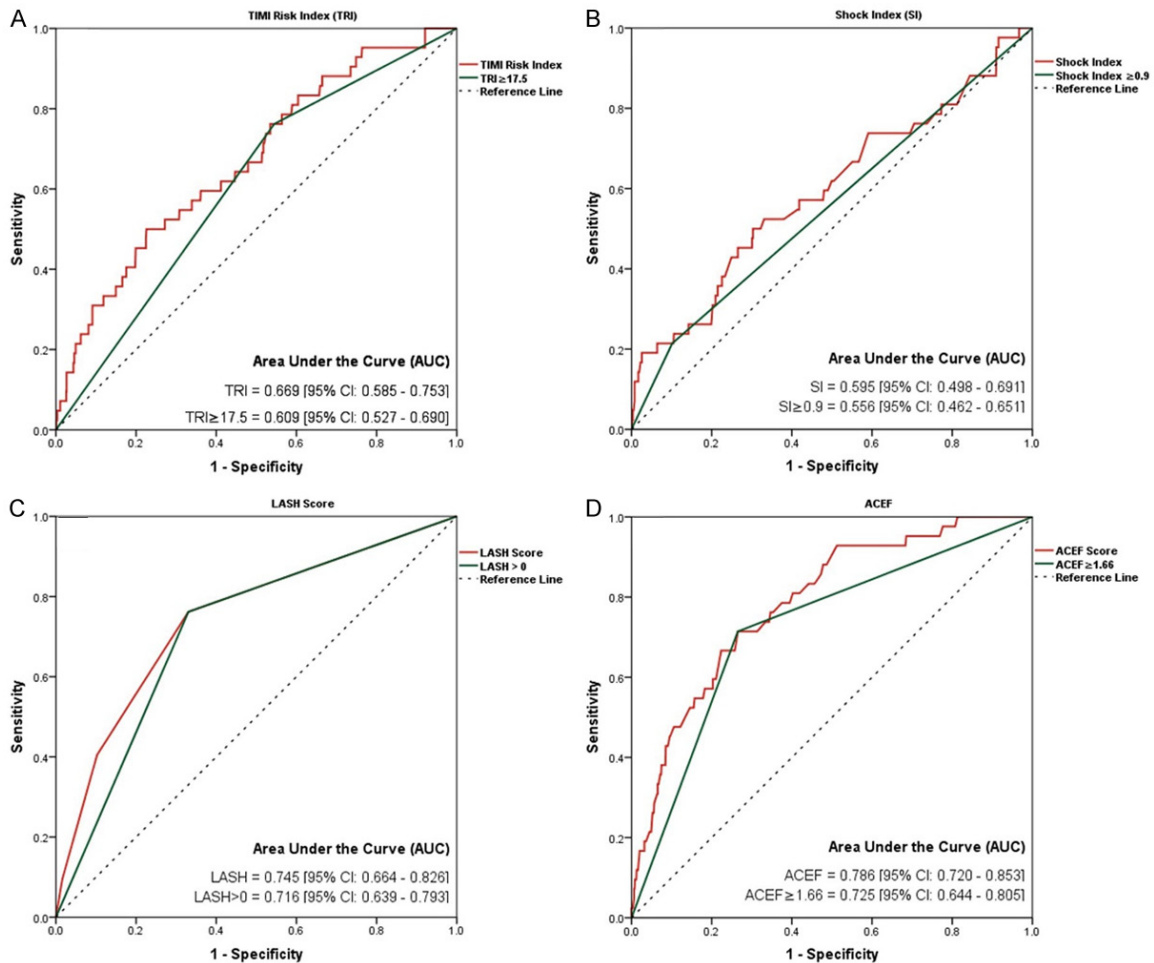 A
TIMI Risk Index (TRI)
1.0
0.8
0.6
0.4
0.2
0.0
Sensitivity
TIMI Risk Index
TRI≥17.5
Reference Line
Area Under the Curve (AUC)
TRI = 0.669 [95% CI: 0.585 - 0.753]
TRI≥17.5 = 0.609 [95% CI: 0.527 - 0.690]
0.0 0.2 0.4 0.6 0.8 1.0
1 - Specificity
B
Shock Index (SI)
1.0
0.8
0.6
0.4
0.2
0.0
Sensitivity
Shock Index
Shock Index ≥0.9
Reference Line
Area Under the Curve (AUC)
SI = 0.595 [95% CI: 0.498 - 0.691]
SI≥0.9 = 0.556 [95% CI: 0.462 - 0.651]
0.0 0.2 0.4 0.6 0.8 1.0
1 - Specificity
C
LASH Score
1.0
0.8
0.6
0.4
0.2
0.0
Sensitivity
LASH Score
LASH > 0
Reference Line
Area Under the Curve (AUC)
LASH = 0.745 [95% CI: 0.664 - 0.826]
LASH>0 = 0.716 [95% CI: 0.639 - 0.793]
0.0 0.2 0.4 0.6 0.8 1.0
1 - Specificity
D
ACEF
1.0
0.8
0.6
0.4
0.2
0.0
Sensitivity
ACEF Score
ACEF≥1.66
Reference Line
Area Under the Curve (AUC)
ACEF = 0.786 [95% CI: 0.720 - 0.853]
ACEF≥1.66 = 0.725 [95% CI: 0.644 - 0.805]
0.0 0.2 0.4 0.6 0.8 1.0
1 - Specificity